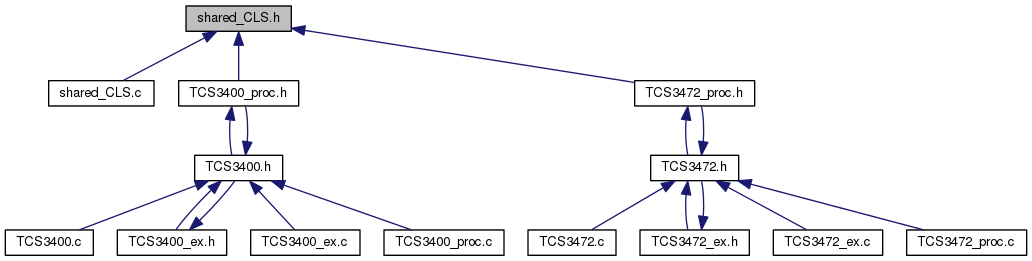 shared_CLS.h
shared_CLS.c
TCS3400_proc.h
TCS3472_proc.h
TCS3400.h
TCS3472.h
TCS3400.c
TCS3400_ex.h
TCS3400_ex.c
TCS3400_proc.c
TCS3472.c
TCS3472_ex.h
TCS3472_ex.c
TCS3472_proc.c